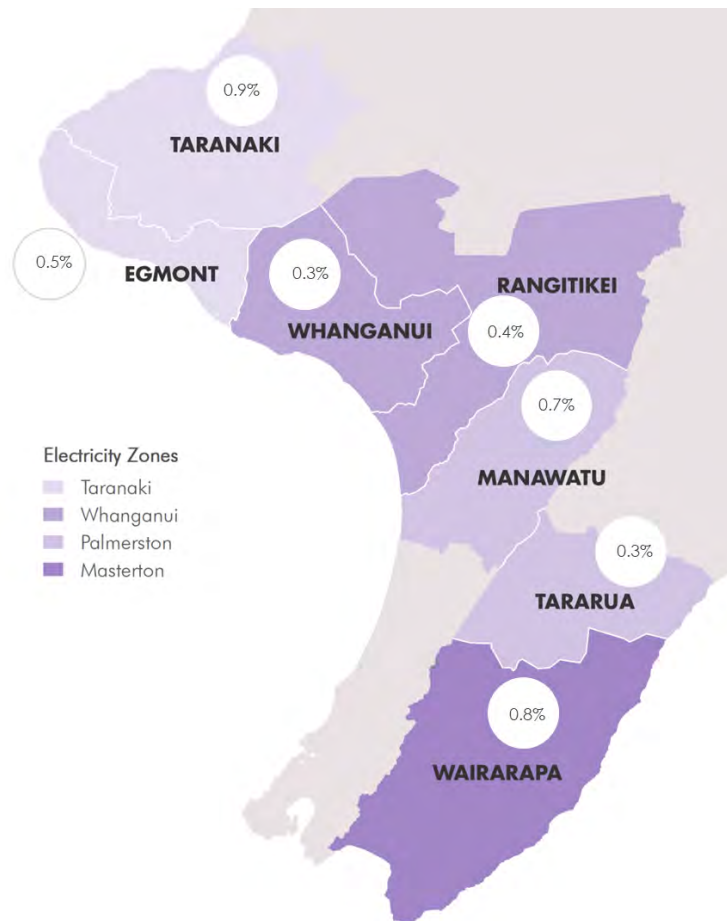 0.9%
TARANAKI
0.5%
EGMONT
0.3%
WHANGANUI
RANGITIKEI
0.4%
0.7%
MANAWATU
Electricity Zones
Taranaki
Whanganui
Palmerston
Masterton
0.3%
TARARUA
0.8%
WAIRARAPA